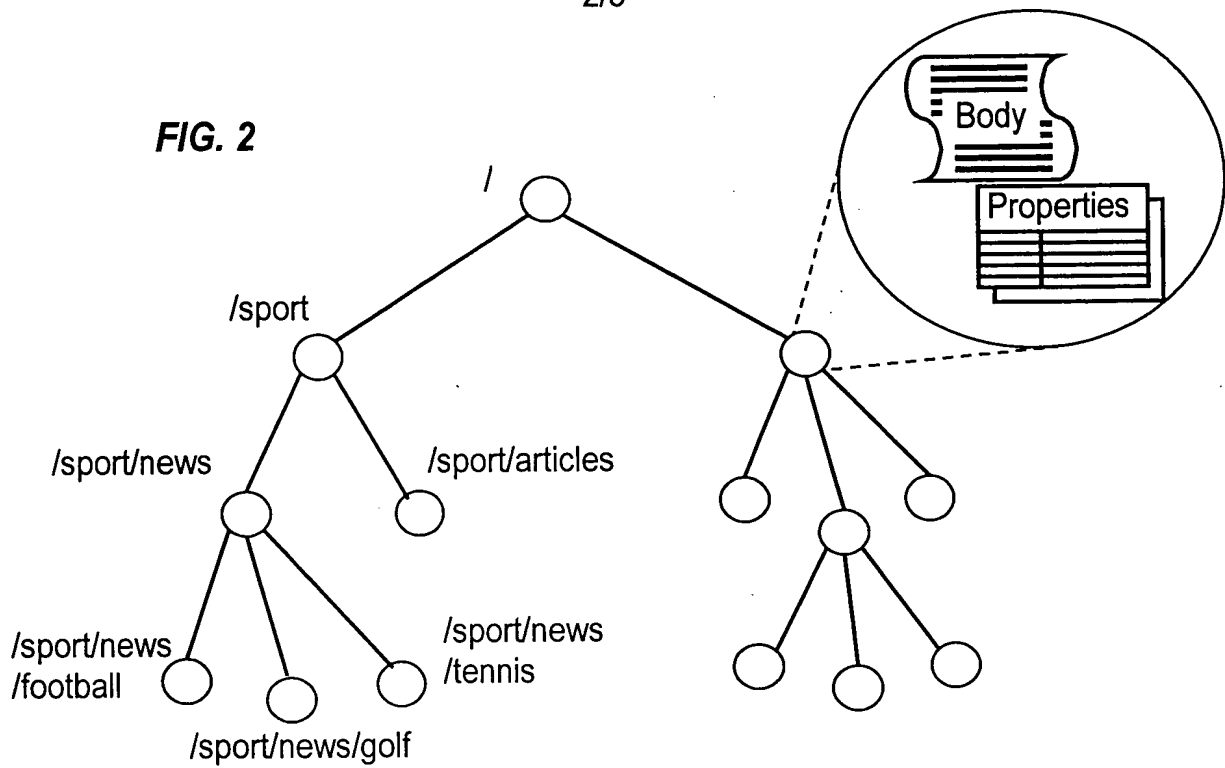 FIG. 2
Body
Properties
/
/sport
/sport/news
/sport/articles
/sport/news
/football
/sport/news/golf
/sport/news
/tennis